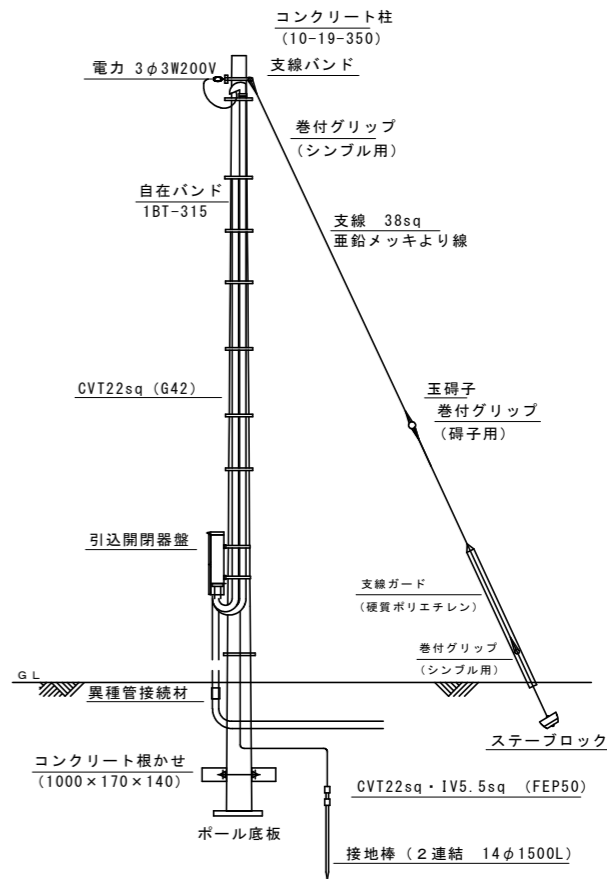 コンクリート柱
(10-19-350)
電力 3φ3W200V
支線バンド
巻付グリップ
(シンブル用)
自在バンド
1BT-315
支線 38sq
亜鉛メッキより線
CVT22sq (G42)
玉碍子
巻付グリップ
(碍子用)
引込開閉器盤
支線ガード
(硬質ポリエチレン)
巻付グリップ
(シンブル用)
GL
異種管接続材
ステーブロック
コンクリート根かせ
(1000×170×140)
CVT22sq・IV5.5sq (FEP50)
ポール底板
接地棒 (2連結 14φ1500L)